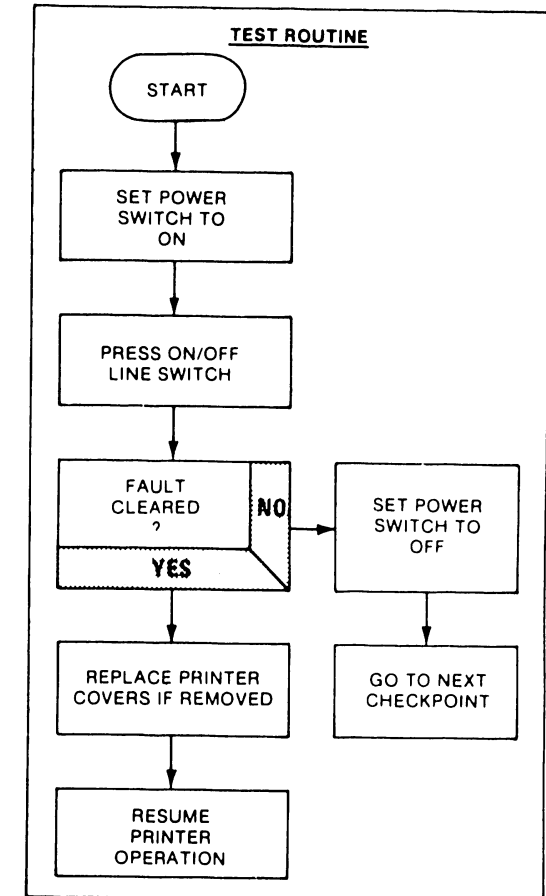 TEST ROUTINE
START
SET POWER
SWITCH TO
ON
PRESS ON/OFF
LINE SWITCH
FAULT
CLEARED
?
NO
YES
SET POWER
SWITCH TO
OFF
REPLACE PRINTER
COVERS IF REMOVED
GO TO NEXT
CHECKPOINT
RESUME
PRINTER
OPERATION